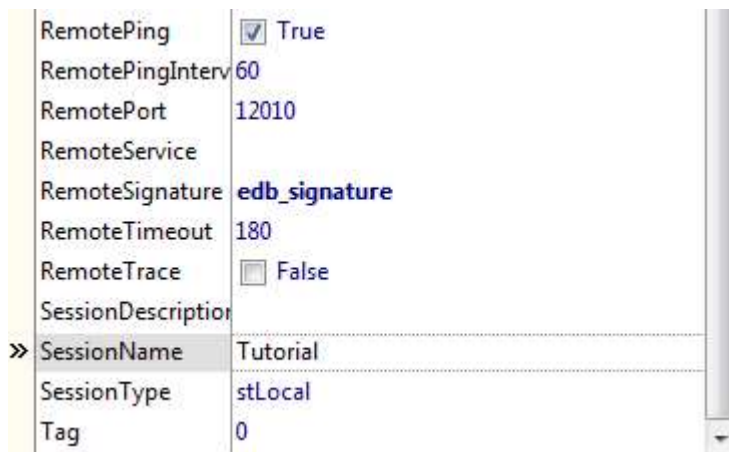 RemotePing True
RemotePingInterv 60
RemotePort 12010
RemoteService
RemoteSignature edb_signature
RemoteTimeout 180
RemoteTrace False
SessionDescription
» SessionName Tutorial
SessionType stLocal
Tag 0